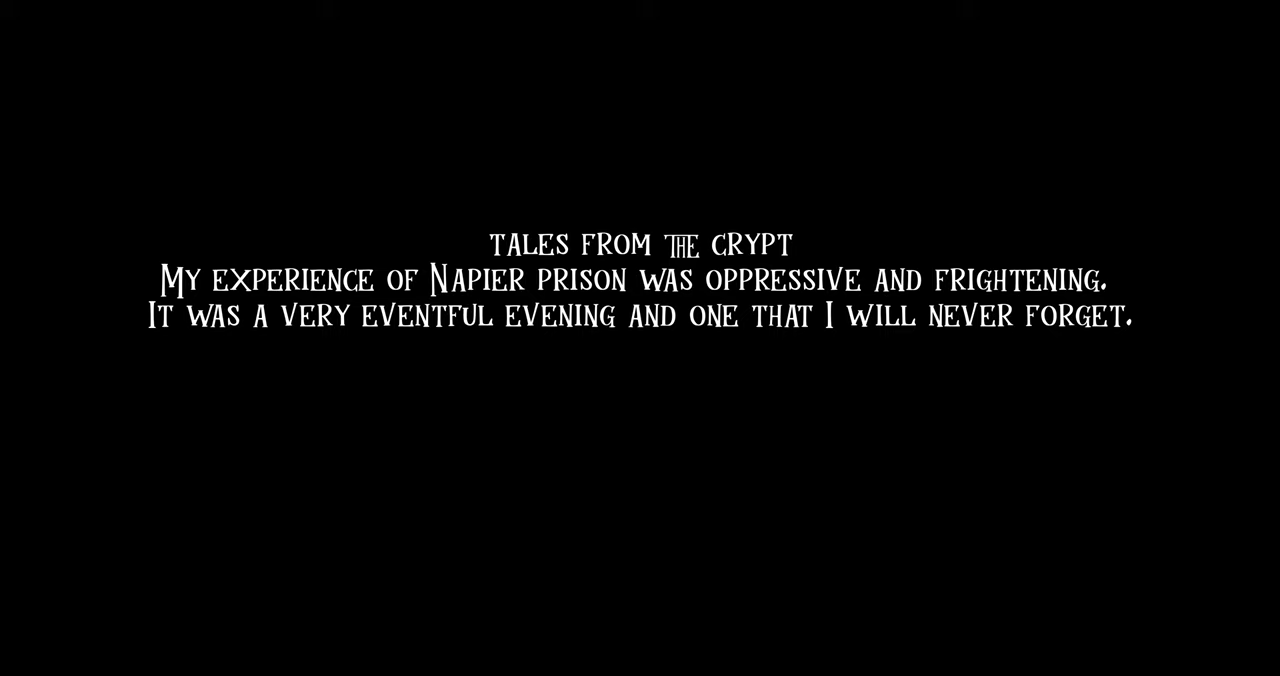 TALES FROM THE CRYPT
MY EXPERIENCE OF NAPIER PRISON WAS OPPRESSIVE AND FRIGHTENING.
IT WAS A VERY EVENTFUL EVENING AND ONE THAT I WILL NEVER FORGET.